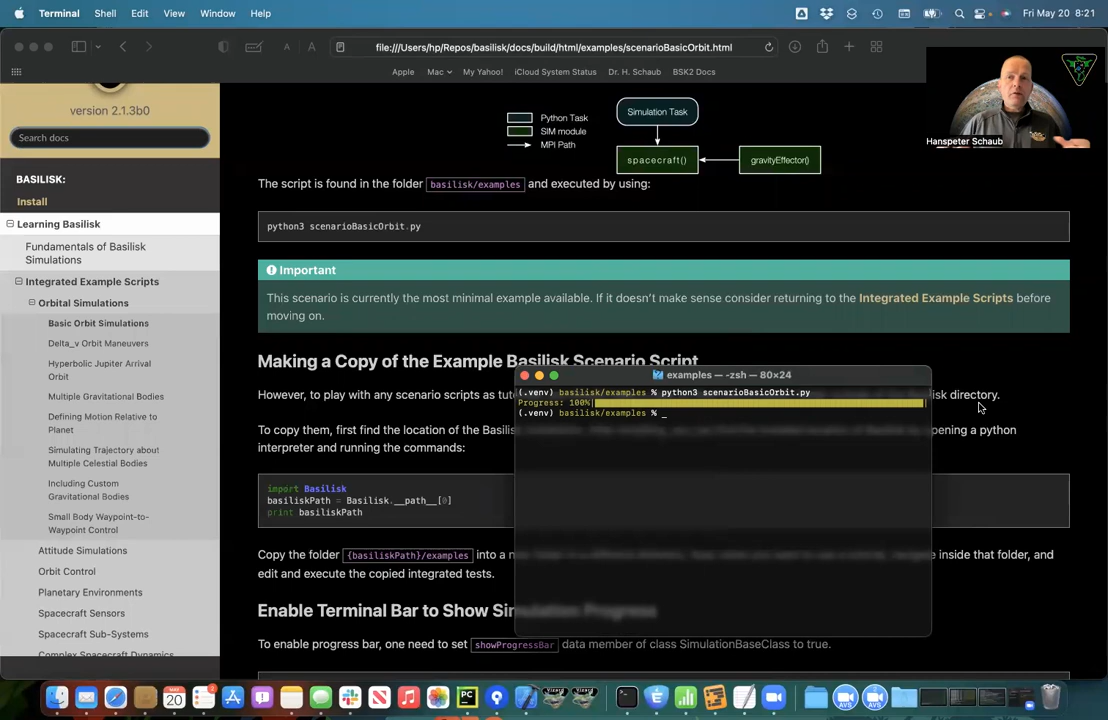 Terminal Shell Edit View Window Help Fri May 20 8:21
file:///Users/hp/Repos/basilisk/docs/build/html/examples/scenarioBasicOrbit.html
Apple Mac My Yahoo! iCloud System Status Dr. H. Schaub BSK2 Docs
Hanspeter Schaub
version 2.1.3b0
Search docs
BASILISK:
Install
Learning Basilisk
Fundamentals of Basilisk
Simulations
Integrated Example Scripts
Orbital Simulations
Basic Orbit Simulations
Delta_v Orbit Maneuvers
Hyperbolic Jupiter Arrival
Orbit
Multiple Gravitational Bodies
Defining Motion Relative to
Planet
Simulating Trajectory about
Multiple Celestial Bodies
Including Custom
Gravitational Bodies
Small Body Waypoint-to-
Waypoint Control
Attitude Simulations
Orbit Control
Planetary Environments
Spacecraft Sensors
Spacecraft Sub-Systems
Complex Spacecraft Dynamics
Python Task
SIM module
MPI Path
Simulation Task
spacecraft()
gravityEffector()
The script is found in the folder basilisk/examples and executed by using:
python3 scenarioBasicOrbit.py
Important
This scenario is currently the most minimal example available. If it doesn't make sense consider returning to the Integrated Example Scripts before
moving on.
Making a Copy of the Example Basilisk Scenario Script
However, to play with any scenario scripts as tut
directory.
To copy them, first find the location of the Basil
opening a python
interpreter and running the commands:
import Basilisk
basiliskPath = Basilisk.__path__[0]
print basiliskPath
Copy the folder {basiliskPath}/examples into a n
e inside that folder, and
edit and execute the copied integrated tests.
Enable Terminal Bar to Show Simulation Progress
To enable progress bar, one need to set showProgressBar data member of class SimulationBaseClass to true.
examples — -zsh — 80×24
(.venv) basilisk/examples % python3 scenarioBasicOrbit.py
Progress: 100%
(.venv) basilisk/examples % _